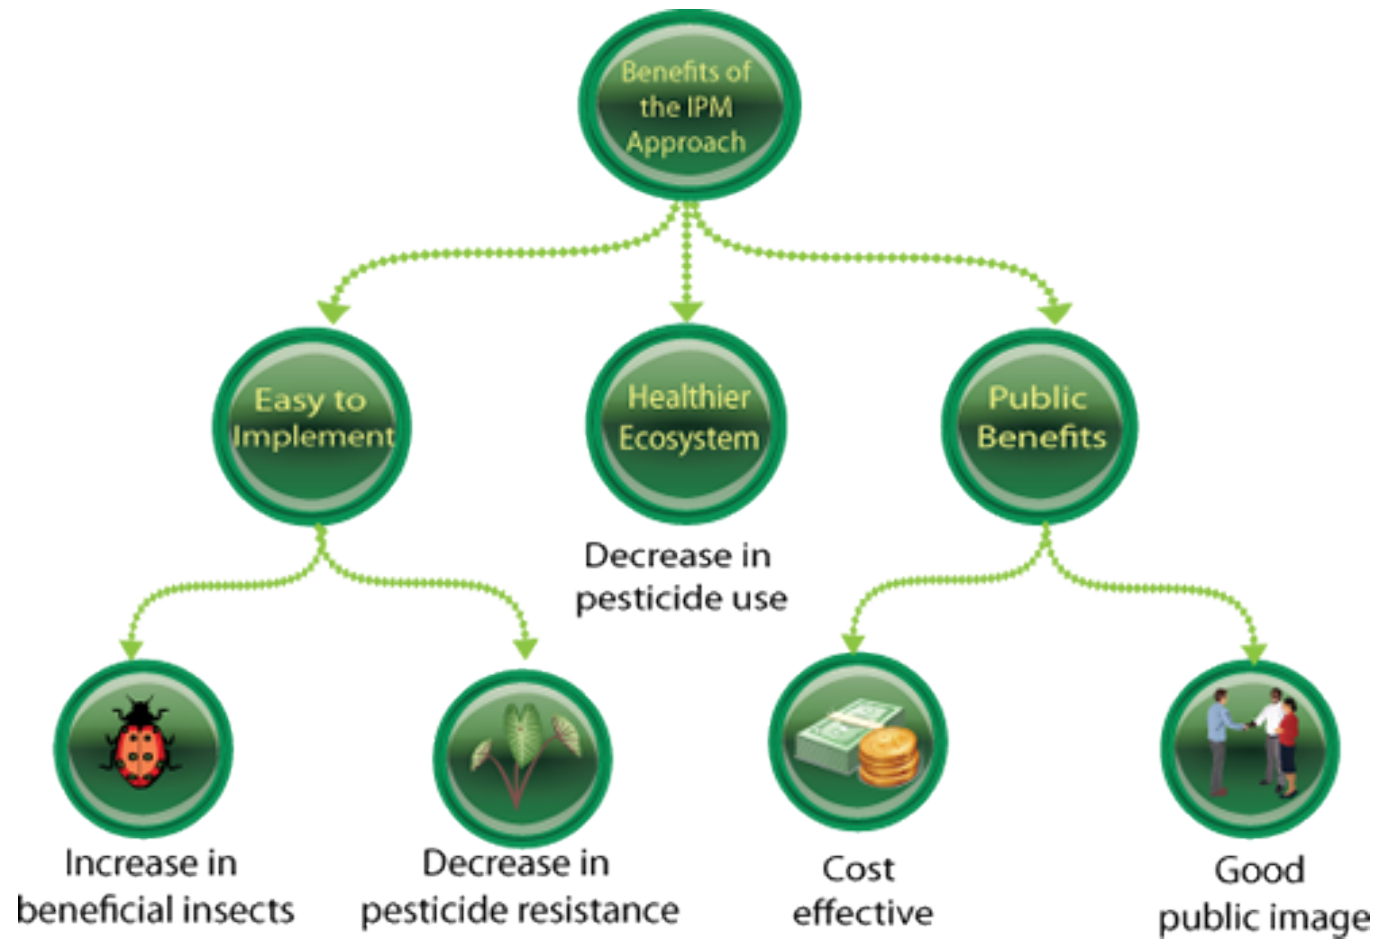 Benefits of
the IPM
Approach
Easy to
Implement
Healthier
Ecosystem
Public
Benefits
Decrease in
pesticide use
Increase in
beneficial insects
Decrease in
pesticide resistance
Cost
effective
Good
public image